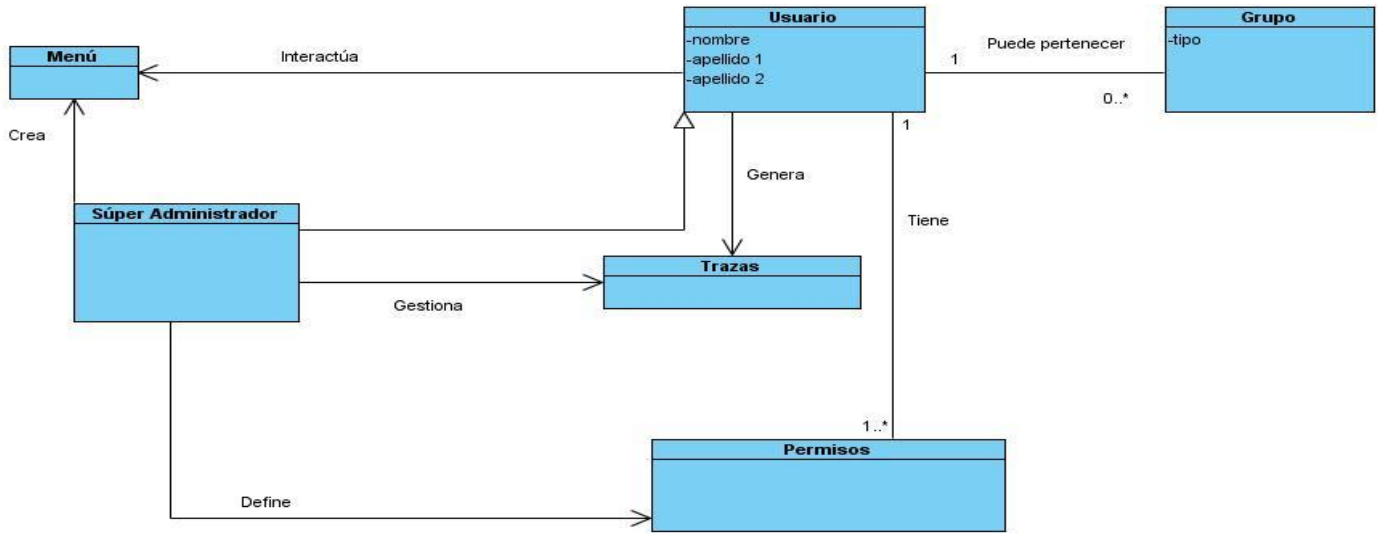 Usuario
-nombre
-apellido 1
-apellido 2
Grupo
-tipo
Menú
Interactúa
Puede pertenecer
1
0..*
Crea
1
Genera
Súper Administrador
Tiene
Trazas
Gestiona
1..*
Permisos
Define